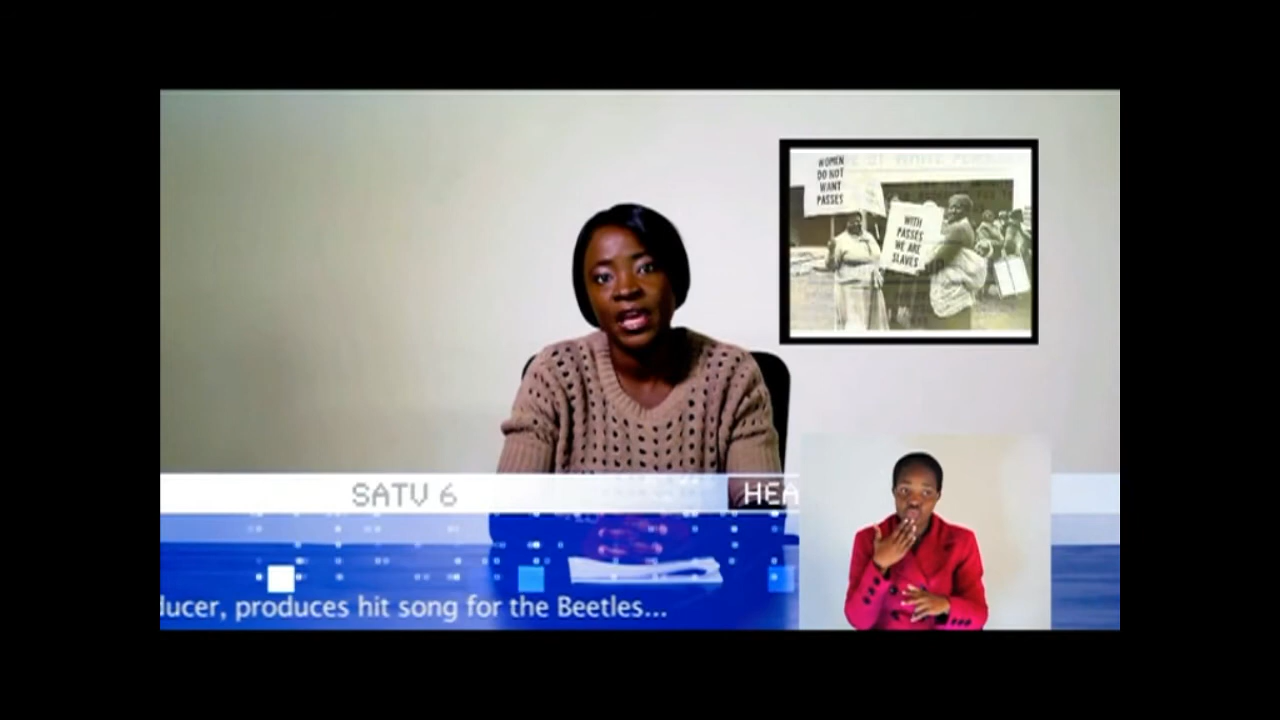 WOMEN
DO NOT
WANT
PASSES
WITH
PASSES
WE ARE
SLAVES
SATV 6
HEA
ducer, produces hit song for the Beetles...